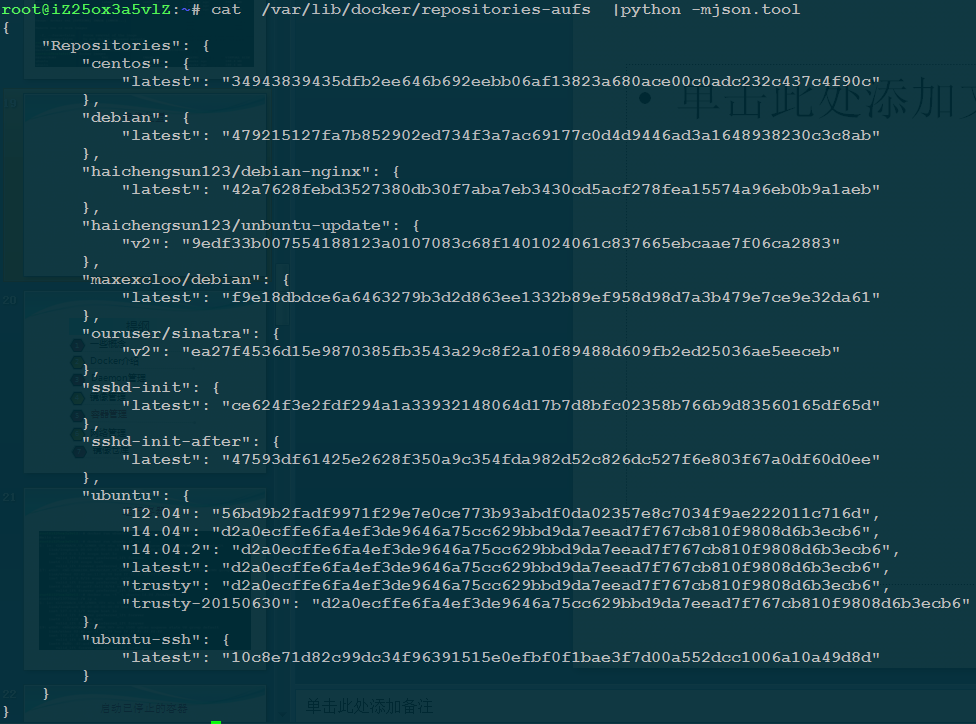 root@iZ25ox3a5vlZ:~# cat  /var/lib/docker/repositories-aufs  |python -mjson.tool
{
    "Repositories": {
        "centos": {
            "latest": "34943839435dfb2ee646b692eebb06af13823a680ace00c0adc232c437c4f90c"
        },
        "debian": {
            "latest": "479215127fa7b852902ed734f3a7ac69177c0d4d9446ad3a1648938230c3c8ab"
        },
        "haichengsun123/debian-nginx": {
            "latest": "42a7628febd3527380db30f7aba7eb3430cd5acf278fea15574a96eb0b9a1aeb"
        },
        "haichengsun123/unbuntu-update": {
            "v2": "9edf33b007554188123a0107083c68f1401024061c837665ebcaae7f06ca2883"
        },
        "maxexcloo/debian": {
            "latest": "f9e18dbdce6a6463279b3d2d863ee1332b89ef958d98d7a3b479e7ce9e32da61"
        },
        "ouruser/sinatra": {
            "v2": "ea27f4536d15e9870385fb3543a29c8f2a10f89488d609fb2ed25036ae5eeceb"
        },
        "sshd-init": {
            "latest": "ce624f3e2fdf294a1a33932148064d17b7d8bfc02358b766b9d83560165df65d"
        },
        "sshd-init-after": {
            "latest": "47593df61425e2628f350a9c354fda982d52c826dc527f6e803f67a0df60d0ee"
        },
        "ubuntu": {
            "12.04": "56bd9b2fadf9971f29e7e0ce773b93abdf0da02357e8c7034f9ae222011c716d",
            "14.04": "d2a0ecffe6fa4ef3de9646a75cc629bbd9da7eead7f767cb810f9808d6b3ecb6",
            "14.04.2": "d2a0ecffe6fa4ef3de9646a75cc629bbd9da7eead7f767cb810f9808d6b3ecb6",
            "latest": "d2a0ecffe6fa4ef3de9646a75cc629bbd9da7eead7f767cb810f9808d6b3ecb6",
            "trusty": "d2a0ecffe6fa4ef3de9646a75cc629bbd9da7eead7f767cb810f9808d6b3ecb6",
            "trusty-20150630": "d2a0ecffe6fa4ef3de9646a75cc629bbd9da7eead7f767cb810f9808d6b3ecb6"
        },
        "ubuntu-ssh": {
            "latest": "10c8e71d82c99dc34f96391515e0efbf0f1bae3f7d00a552dcc1006a10a49d8d"
        }
    }
}
单击此处添加
20
21
22
单击此处添加备注